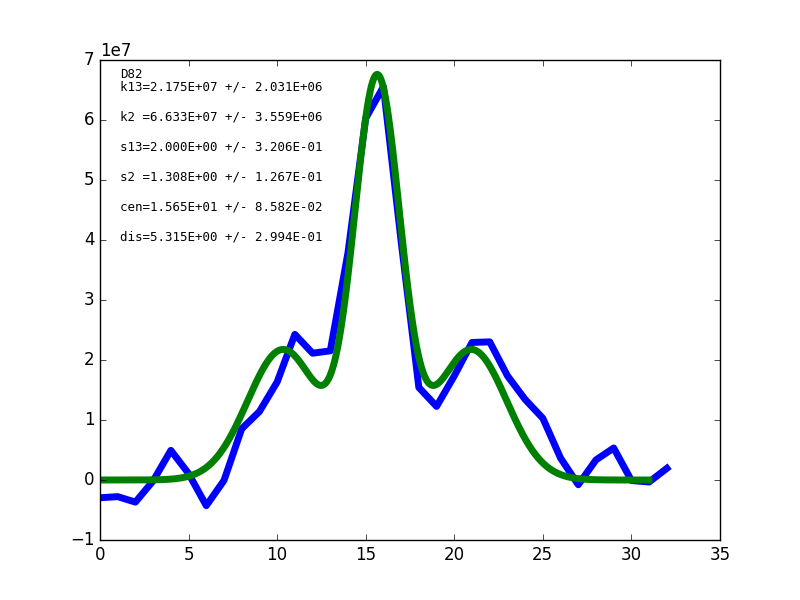 1e7
D82
k13=2.175E+07 +/- 2.031E+06
k2 =6.633E+07 +/- 3.559E+06
s13=2.000E+00 +/- 3.206E-01
s2 =1.308E+00 +/- 1.267E-01
cen=1.565E+01 +/- 8.582E-02
dis=5.315E+00 +/- 2.994E-01
7
6
5
4
3
2
1
0
−1
0 5 10 15 20 25 30 35